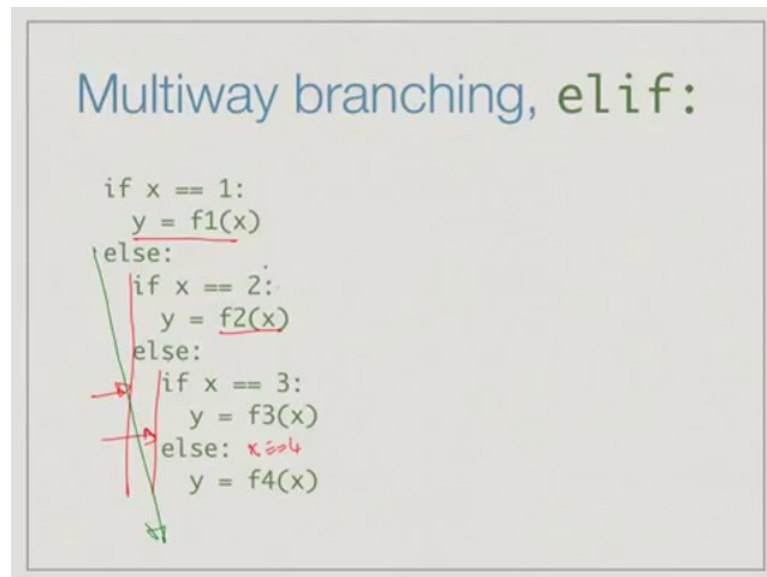 Multiway branching, elif:
if x == 1:
y = f1(x)
else:
if x == 2:
y = f2(x)
else:
if x == 3:
y = f3(x)
else: x==4
y = f4(x)